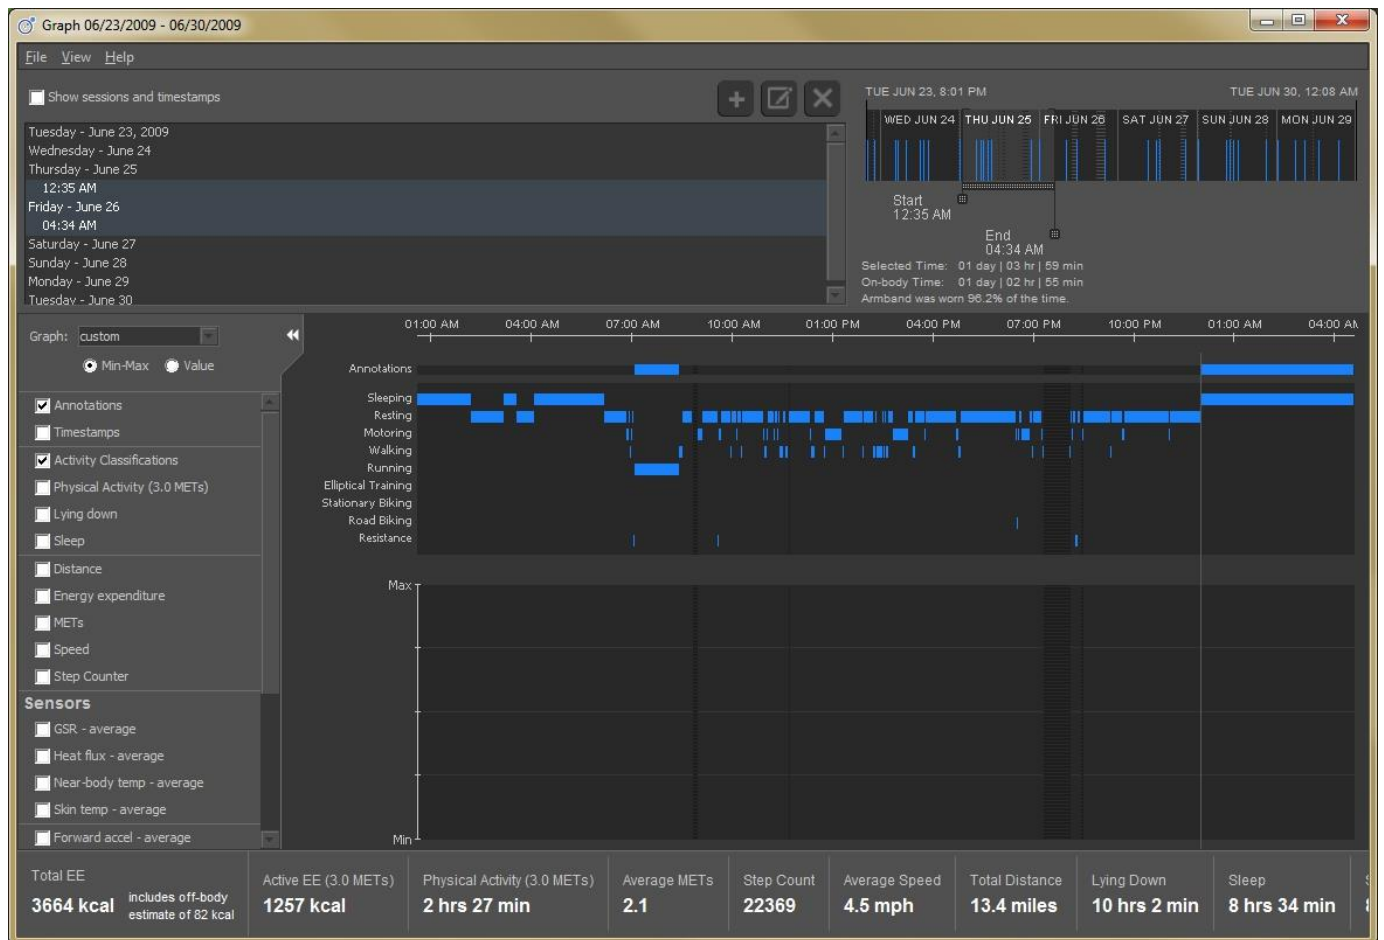 Graph 06/23/2009 - 06/30/2009
File View Help
Show sessions and timestamps
Tuesday - June 23, 2009
Wednesday - June 24
Thursday - June 25
12:35 AM
Friday - June 26
04:34 AM
Saturday - June 27
Sunday - June 28
Monday - June 29
Tuesday - June 30
TUE JUN 23, 8:01 PM TUE JUN 30, 12:08 AM
WED JUN 24 THU JUN 25 FRI JUN 26 SAT JUN 27 SUN JUN 28 MON JUN 29
Start
12:35 AM
End
04:34 AM
Selected Time: 01 day | 03 hr | 59 min
On-body Time: 01 day | 02 hr | 55 min
Armband was worn 96.2% of the time.
Graph: custom
Min-Max Value
Annotations
Timestamps
Activity Classifications
Physical Activity (3.0 METs)
Lying down
Sleep
Distance
Energy expenditure
METs
Speed
Step Counter
Sensors
GSR - average
Heat flux - average
Near-body temp - average
Skin temp - average
Forward accel - average
01:00 AM 04:00 AM 07:00 AM 10:00 AM 01:00 PM 04:00 PM 07:00 PM 10:00 PM 01:00 AM 04:00 AM
Annotations
Sleeping
Resting
Motoring
Walking
Running
Elliptical Training
Stationary Biking
Road Biking
Resistance
Max
Min
Total EE
3664 kcal
includes off-body
estimate of 82 kcal
Active EE (3.0 METs)
1257 kcal
Physical Activity (3.0 METs)
2 hrs 27 min
Average METs
2.1
Step Count
22369
Average Speed
4.5 mph
Total Distance
13.4 miles
Lying Down
10 hrs 2 min
Sleep
8 hrs 34 min